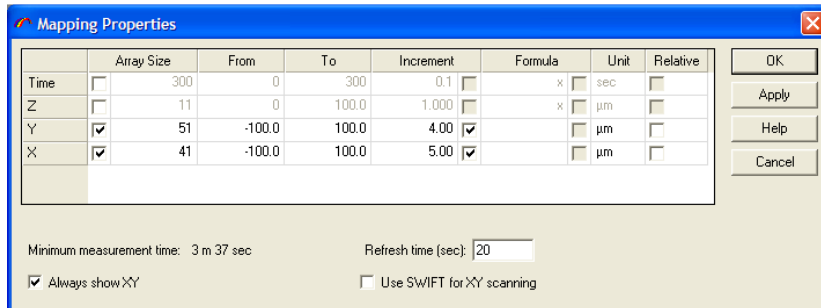 Mapping Properties
Array Size From To Increment Formula Unit Relative
Time 300 0 300 0.1 x sec
Z 11 0 100.0 1.000 x µm
Y 51 -100.0 100.0 4.00 µm
X 41 -100.0 100.0 5.00 µm
OK
Apply
Help
Cancel
Minimum measurement time: 3 m 37 sec Refresh time (sec): 20
Always show XY Use SWIFT for XY scanning